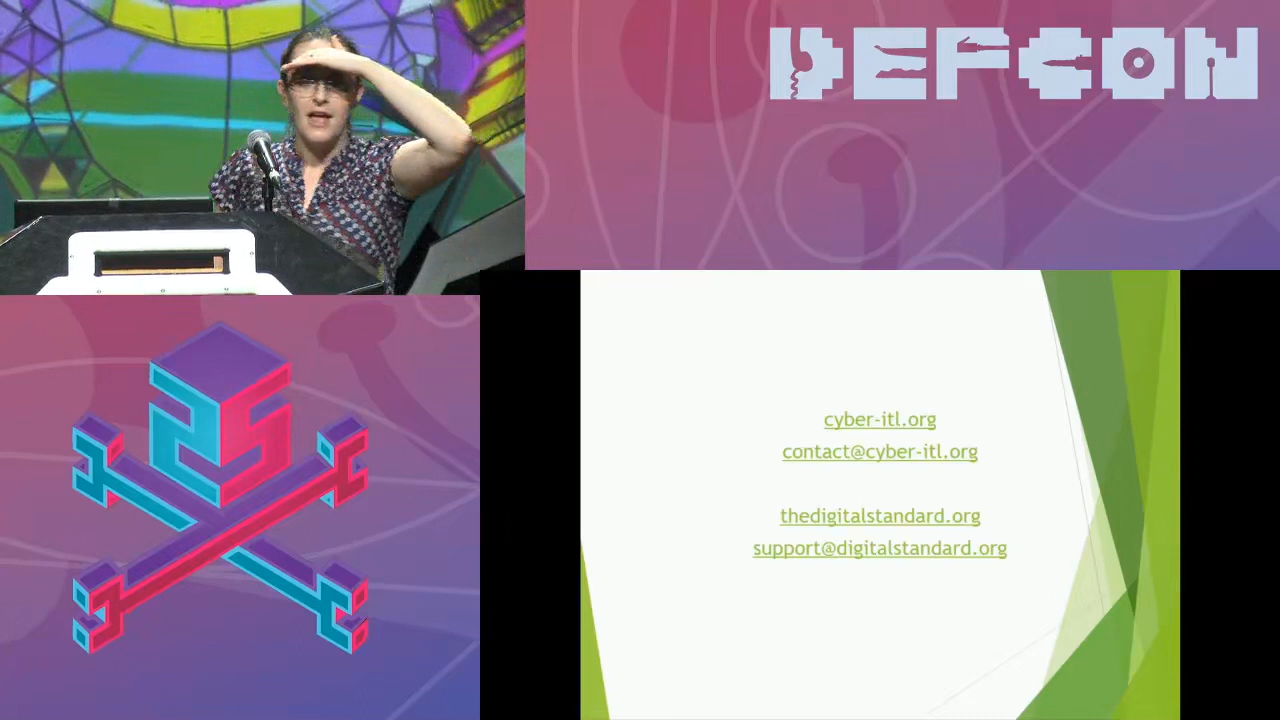 DEFCON
cyber-itl.org
contact@cyber-itl.org
thedigitalstandard.org
support@digitalstandard.org